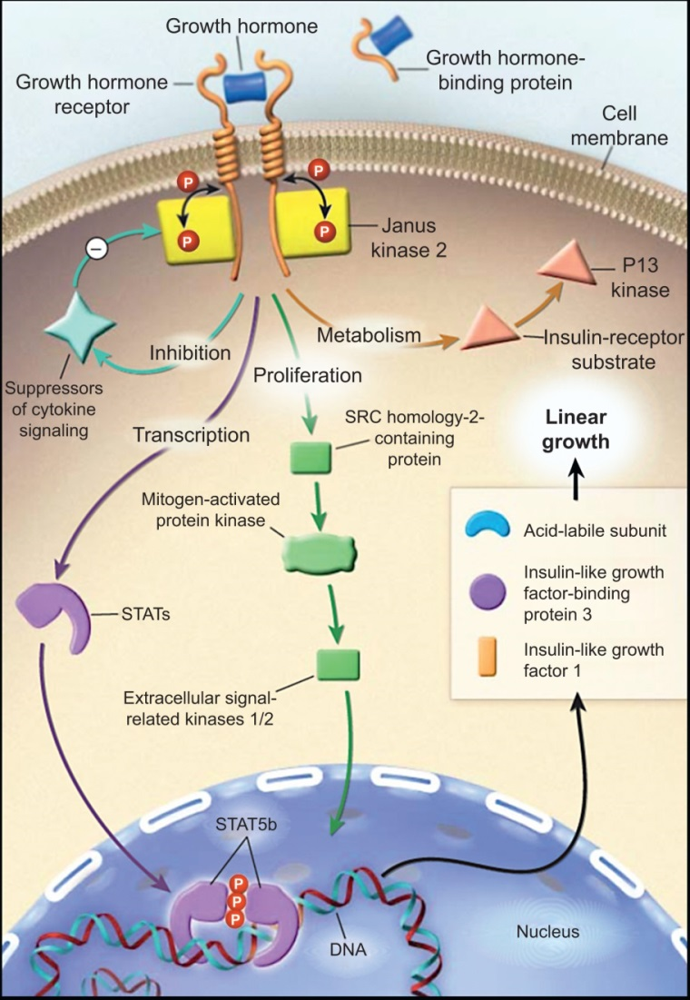 Growth hormone
Growth hormone
receptor
Growth hormone-
binding protein
Cell
membrane
P
P
P
P
Janus
kinase 2
–
P13
kinase
Insulin-receptor
substrate
Metabolism
Inhibition
Proliferation
Suppressors
of cytokine
signaling
Transcription
SRC homology-2-
containing
protein
Linear
growth
Mitogen-activated
protein kinase
Acid-labile subunit
Insulin-like growth
factor-binding
protein 3
Insulin-like growth
factor 1
STATs
Extracellular signal-
related kinases 1/2
STAT5b
P
P
P
DNA
Nucleus